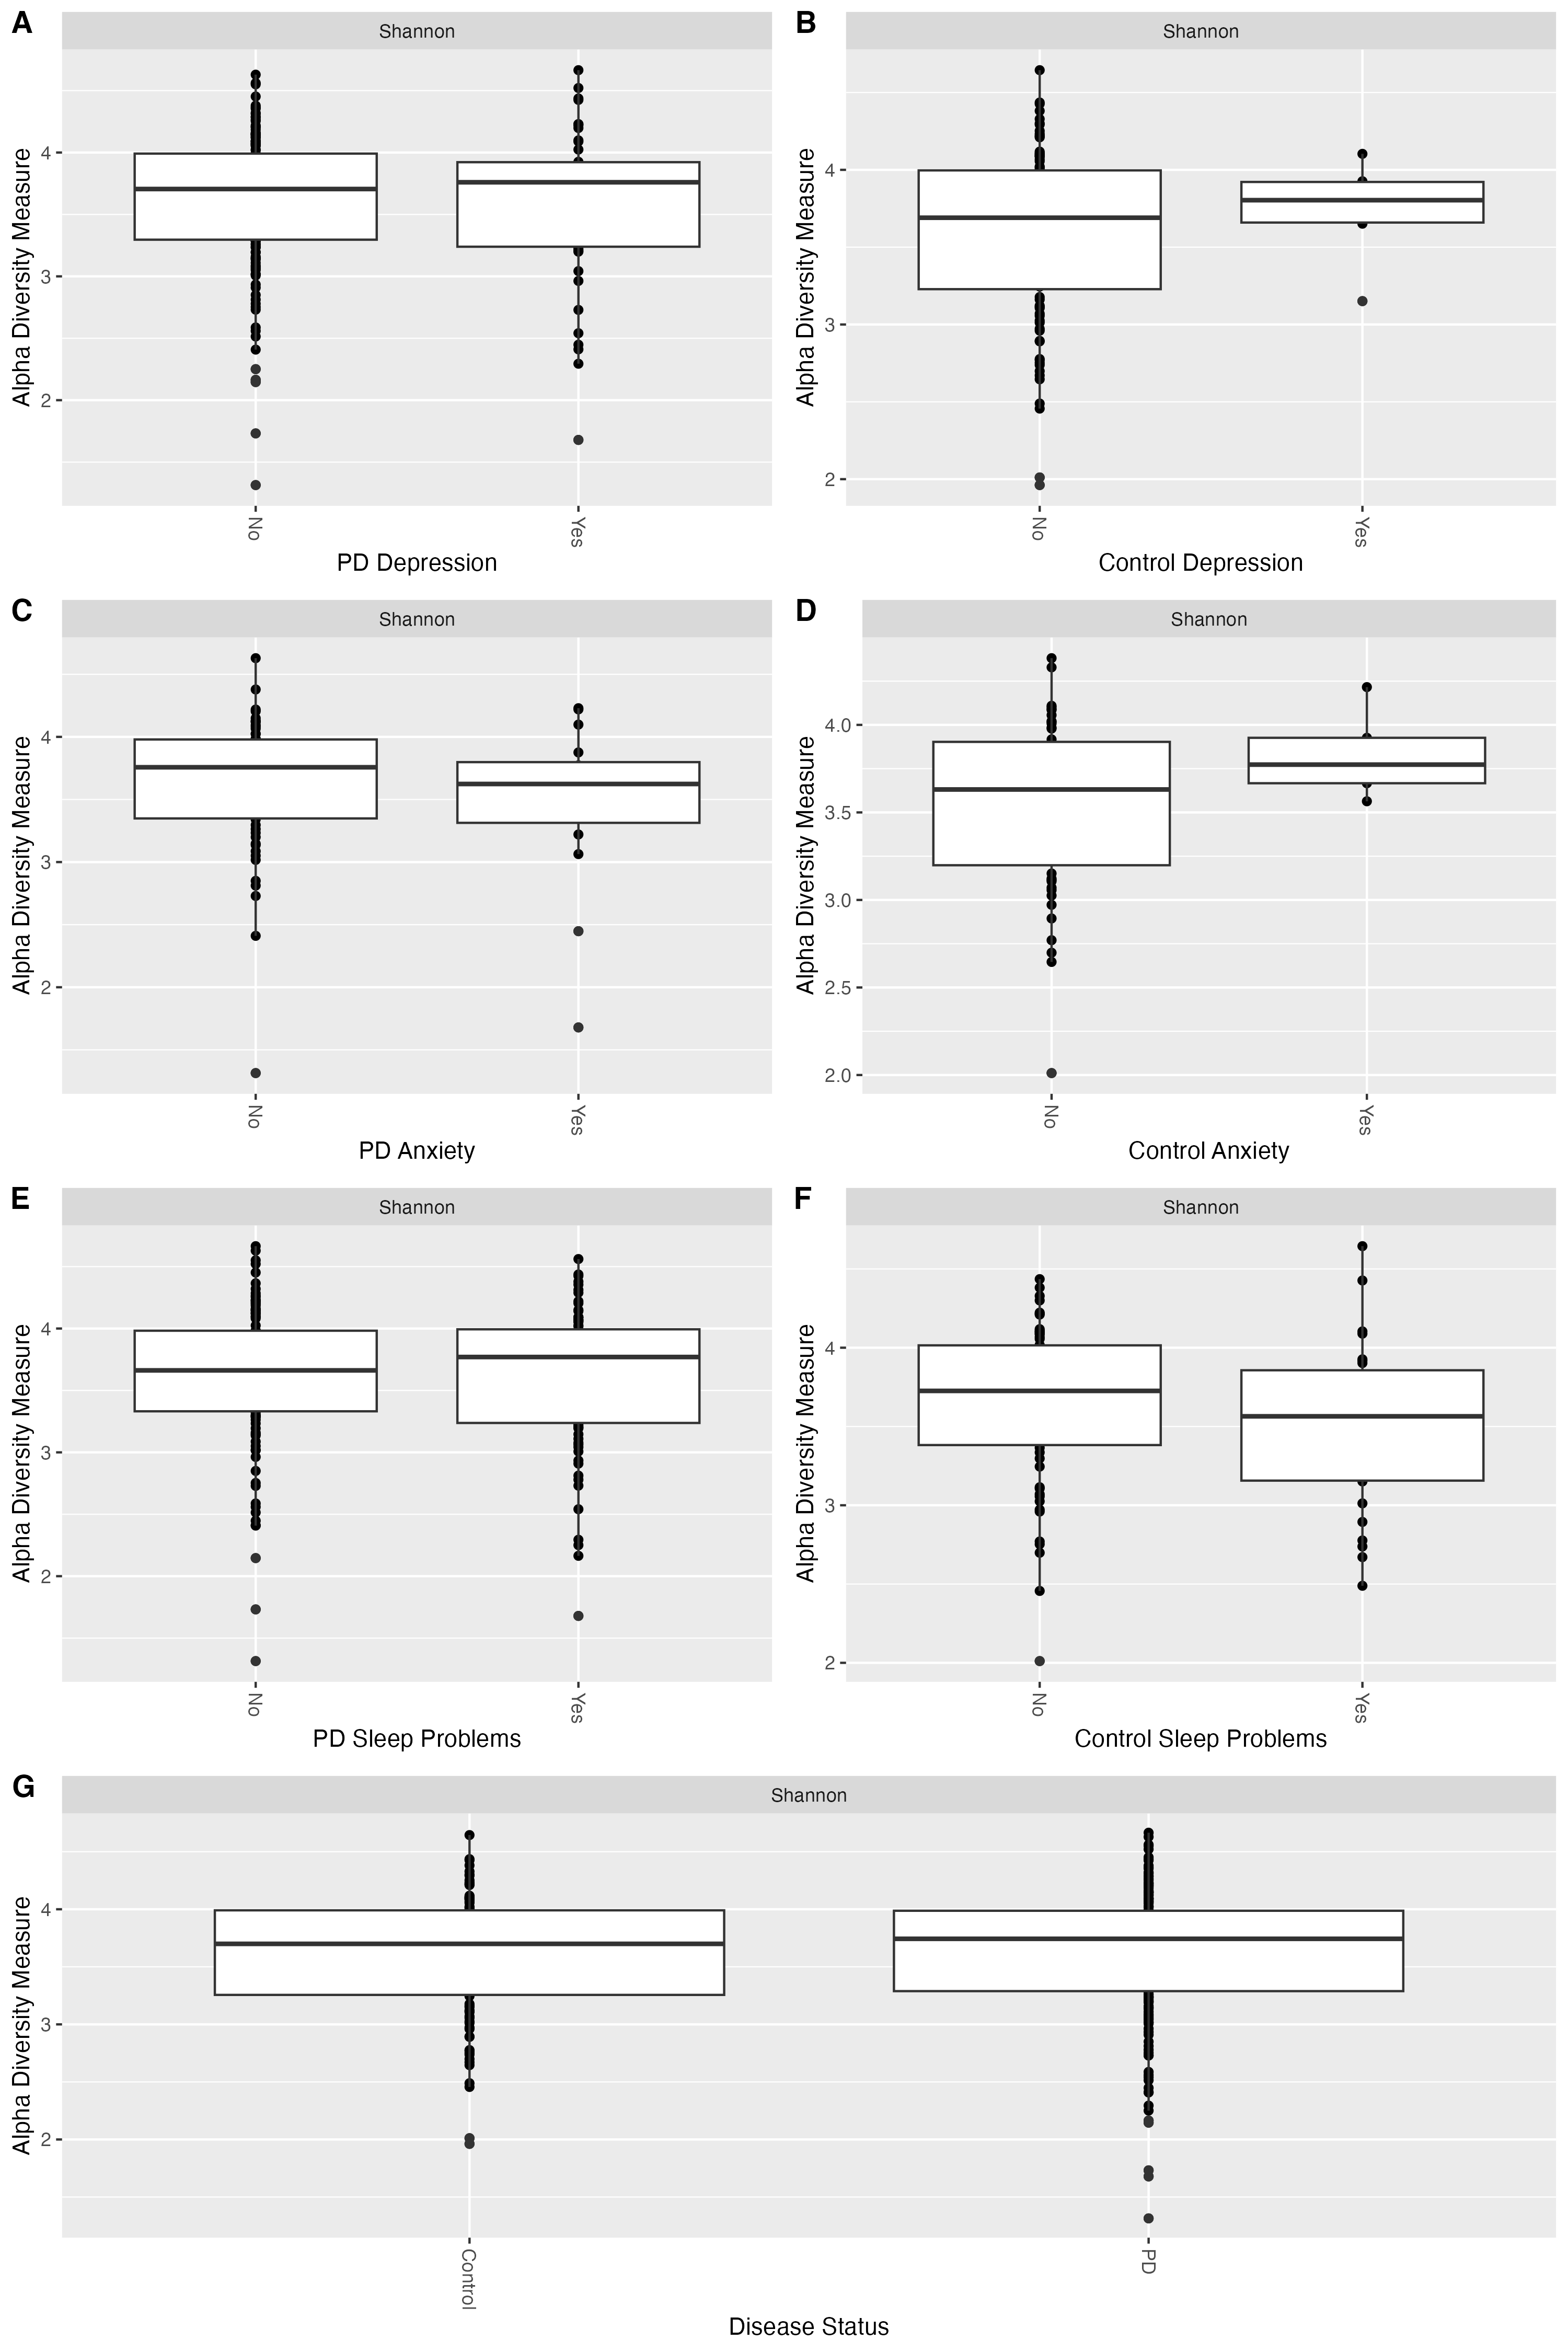 A
Shannon
Alpha Diversity Measure
4
3
2
No
Yes
PD Depression
B
Shannon
Alpha Diversity Measure
4
3
2
No
Yes
Control Depression
C
Shannon
Alpha Diversity Measure
4
3
2
No
Yes
PD Anxiety
D
Shannon
Alpha Diversity Measure
4.0
3.5
3.0
2.5
2.0
No
Yes
Control Anxiety
E
Shannon
Alpha Diversity Measure
4
3
2
No
Yes
PD Sleep Problems
F
Shannon
Alpha Diversity Measure
4
3
2
No
Yes
Control Sleep Problems
G
Shannon
Alpha Diversity Measure
4
3
2
Control
PD
Disease Status